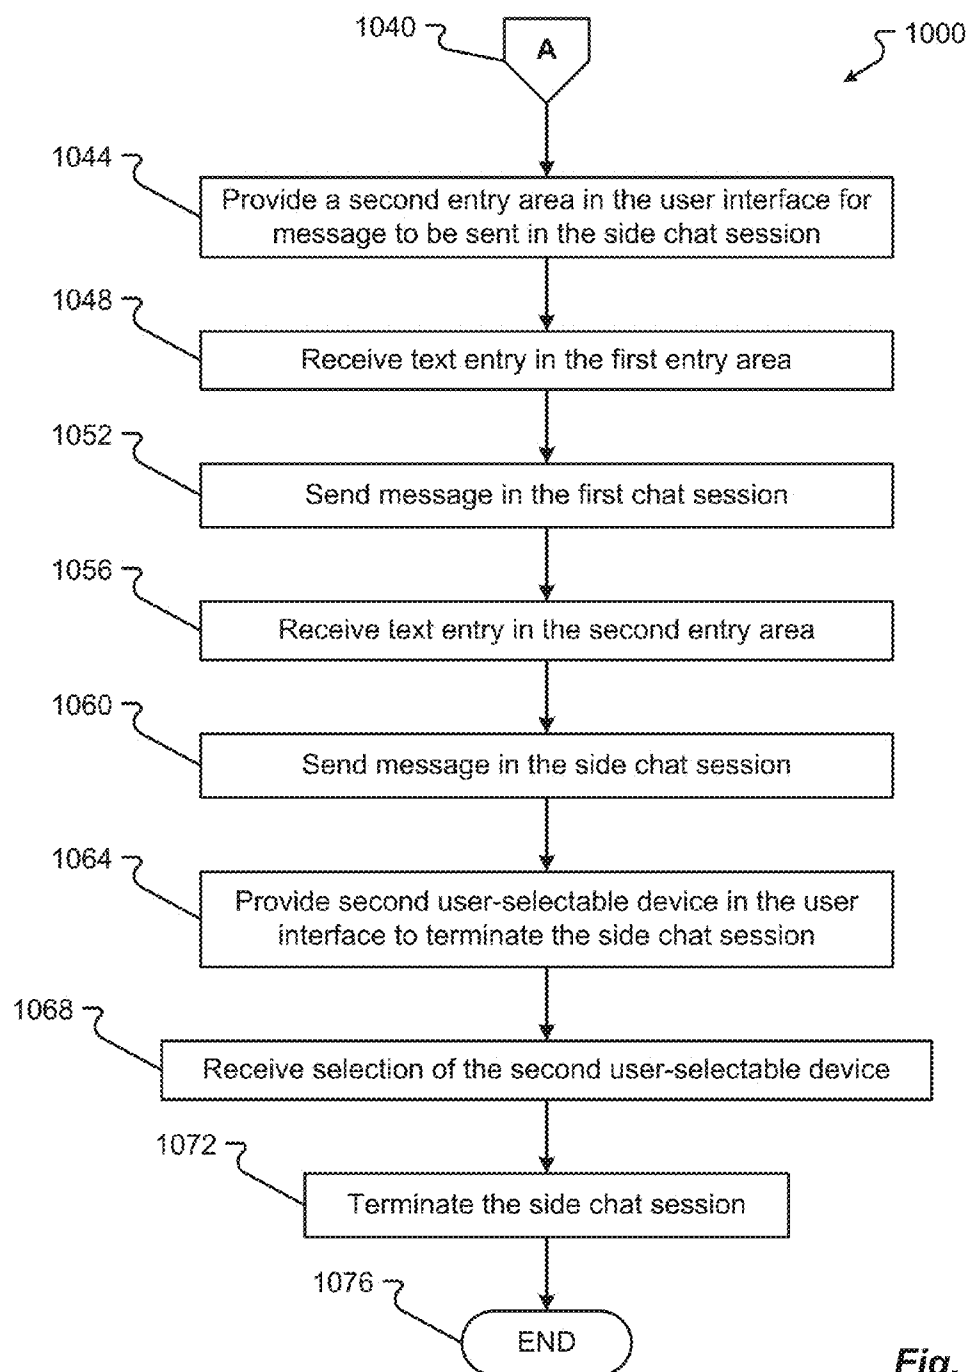 1040
A
1000
1044
Provide a second entry area in the user interface for
message to be sent in the side chat session
1048
Receive text entry in the first entry area
1052
Send message in the first chat session
1056
Receive text entry in the second entry area
1060
Send message in the side chat session
1064
Provide second user-selectable device in the user
interface to terminate the side chat session
1068
Receive selection of the second user-selectable device
1072
Terminate the side chat session
1076
END
Fig.